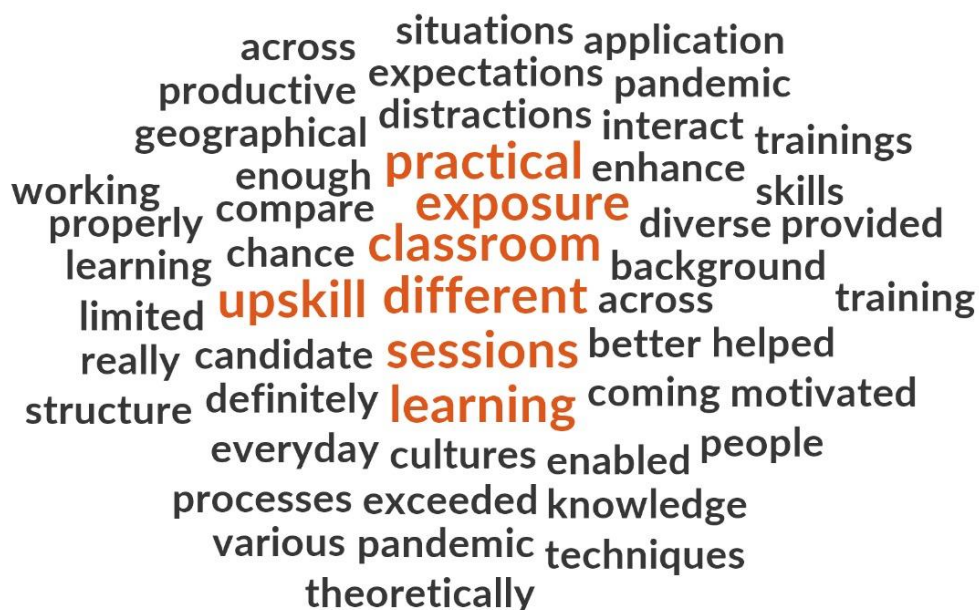 across situations application
productive expectations pandemic
geographical distractions interact trainings
working enough practical enhance skills
properly compare exposure diverse provided
learning chance classroom background
limited upskill different across training
really candidate sessions better helped
structure definitely learning coming motivated
everyday cultures enabled people
processes exceeded knowledge
various pandemic techniques
theoretically